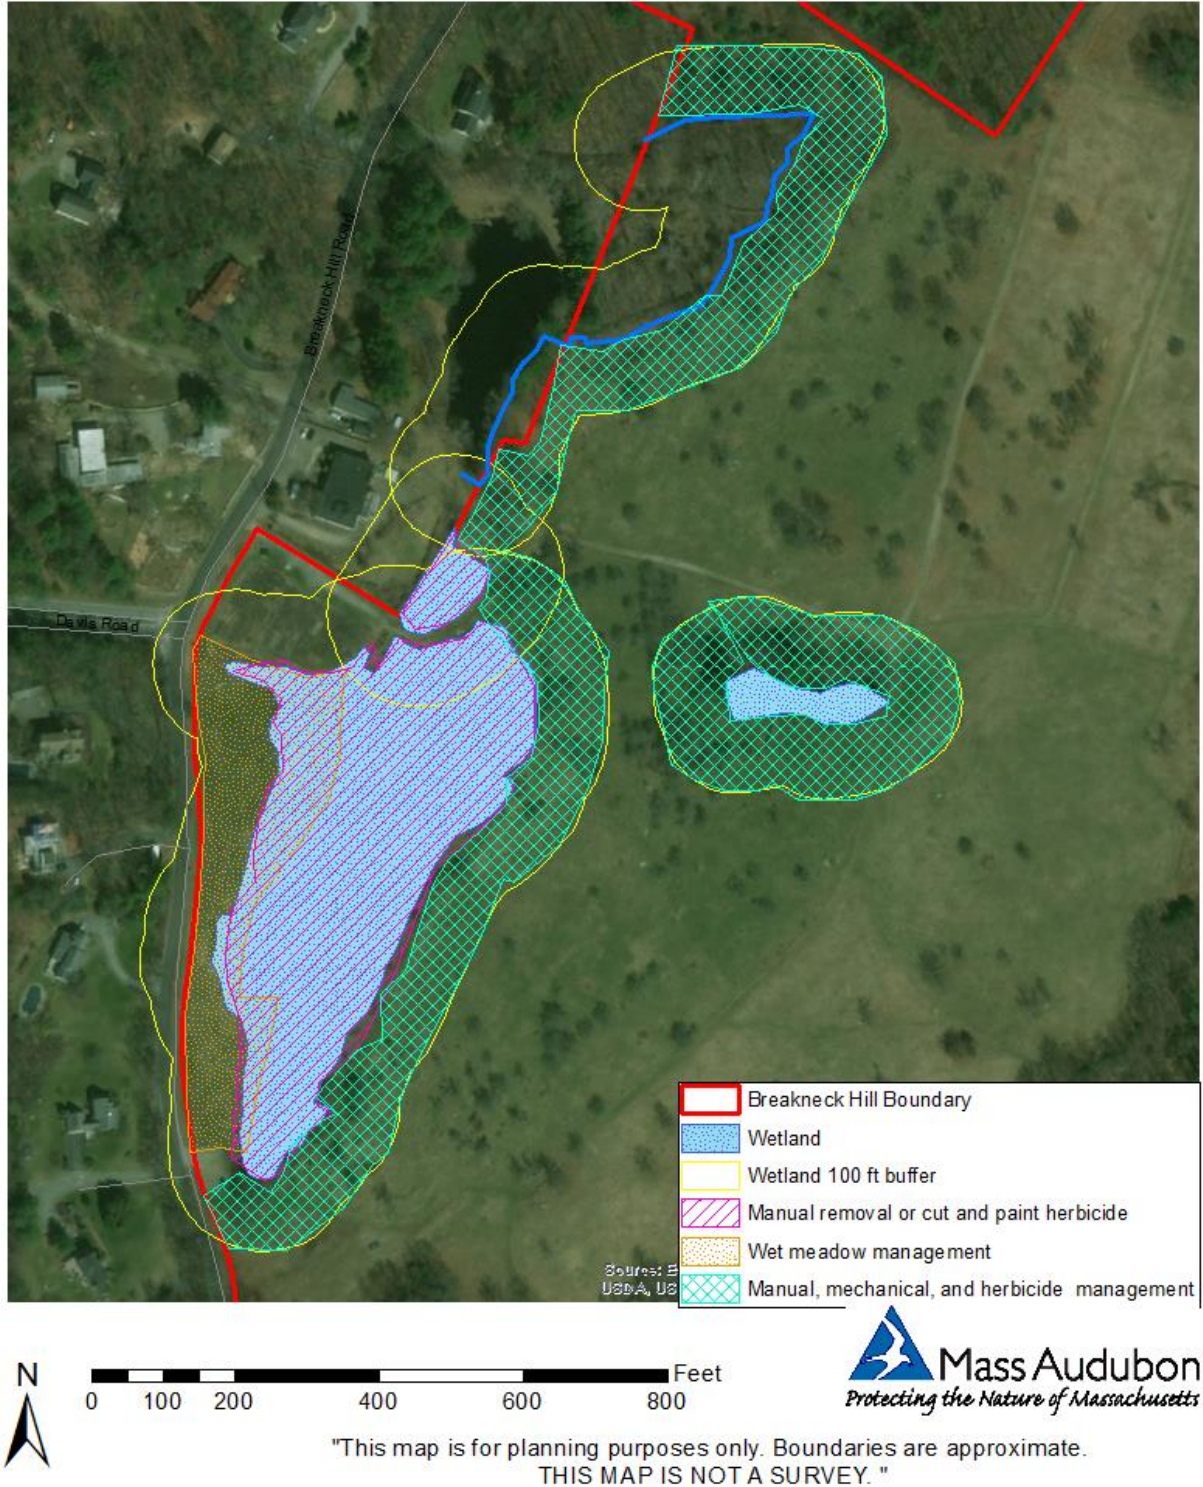 Breakneck Hill Road
Davis Road
Breakneck Hill Boundary
Wetland
Wetland 100 ft buffer
Manual removal or cut and paint herbicide
Wet meadow management
Manual, mechanical, and herbicide management
Source: E
USDA, US
N
Feet
0 100 200 400 600 800
Mass Audubon
Protecting the Nature of Massachusetts
"This map is for planning purposes only. Boundaries are approximate.
THIS MAP IS NOT A SURVEY. "